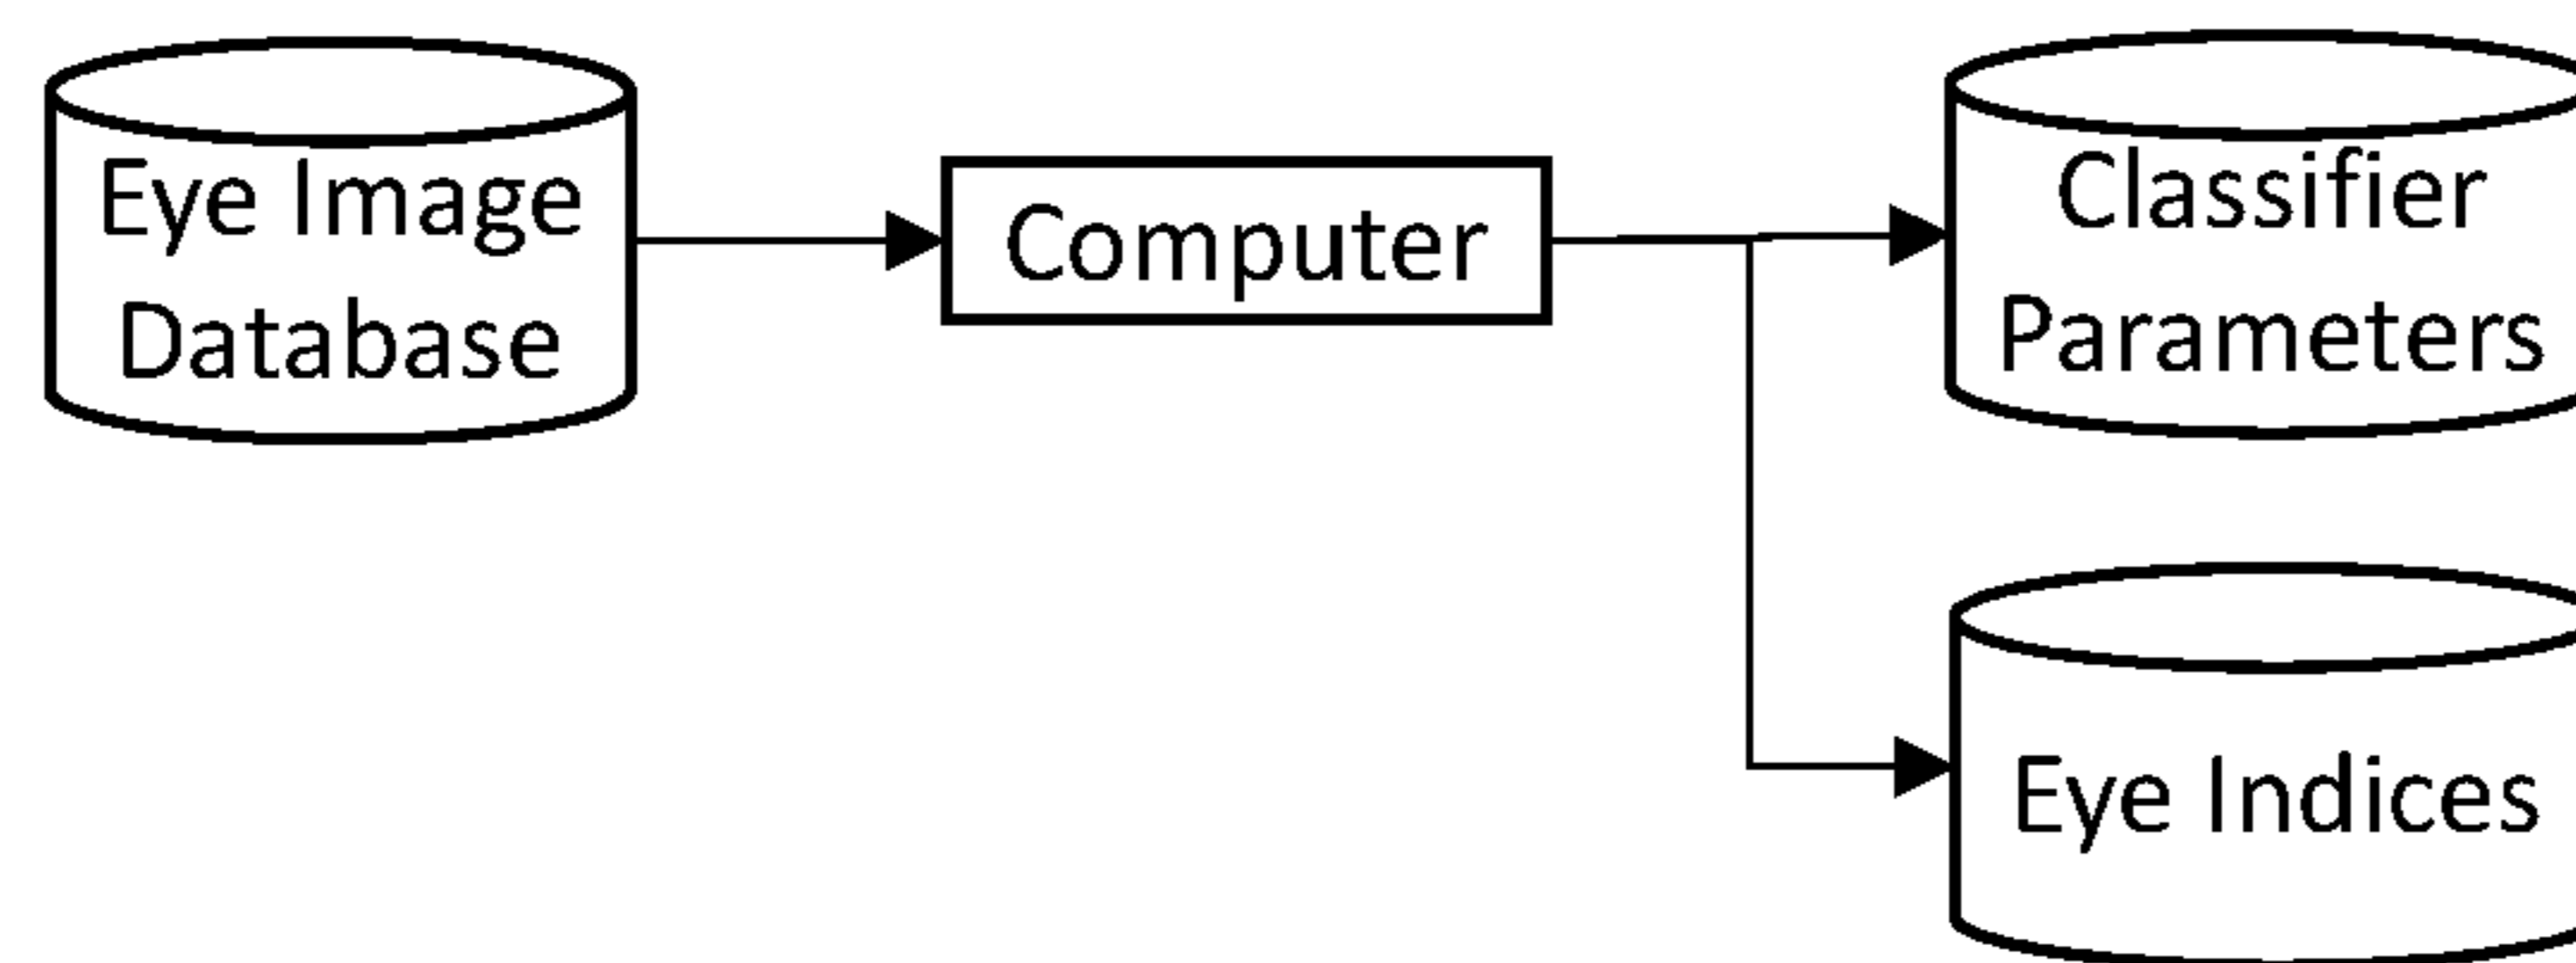 Eye Image
Database
Computer
Classifier
Parameters
Eye Indices